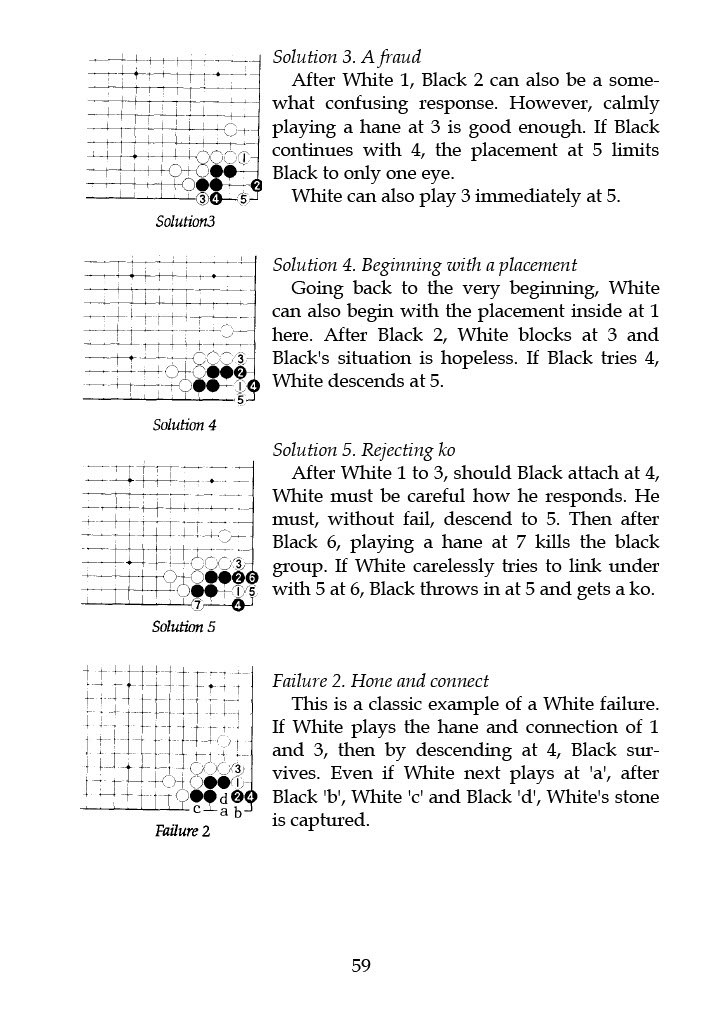 Solution 3. A fraud
After White 1, Black 2 can also be a some-
what confusing response. However, calmly
playing a hane at 3 is good enough. If Black
continues with 4, the placement at 5 limits
Black to only one eye.
White can also play 3 immediately at 5.
1
2
3 4 5
Solution3
Solution 4. Beginning with a placement
Going back to the very beginning, White
can also begin with the placement inside at 1
here. After Black 2, White blocks at 3 and
Black's situation is hopeless. If Black tries 4,
White descends at 5.
3
2
1 4
5
Solution 4
Solution 5. Rejecting ko
After White 1 to 3, should Black attach at 4,
White must be careful how he responds. He
must, without fail, descend to 5. Then after
Black 6, playing a hane at 7 kills the black
group. If White carelessly tries to link under
with 5 at 6, Black throws in at 5 and gets a ko.
3
2 6
1 5
7 4
Solution 5
Failure 2. Hone and connect
This is a classic example of a White failure.
If White plays the hane and connection of 1
and 3, then by descending at 4, Black sur-
vives. Even if White next plays at 'a', after
Black 'b', White 'c' and Black 'd', White's stone
is captured.
3
1
d 2 4
c a b
Failure 2
59